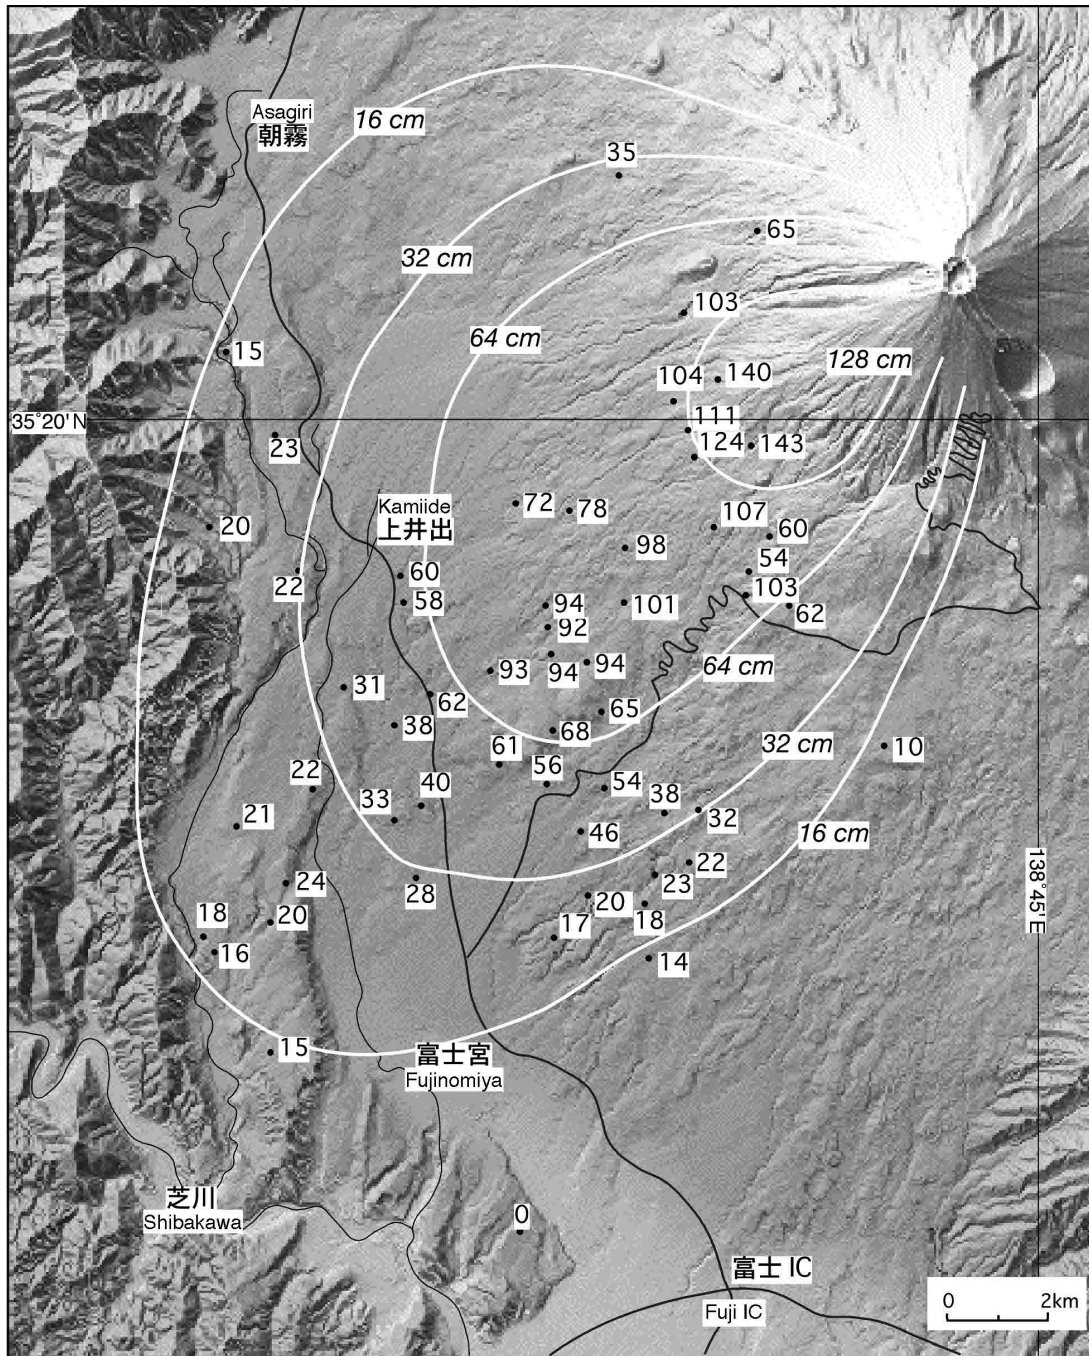 16 cm
Asagiri
朝霧
35
65
32 cm
103
64 cm
128 cm
15
140
104
35°20' N
111
124
143
23
72
78
Kamiide
上井出
107
60
20
98
54
22
60
103
58
94
101
62
92
94
94
64 cm
93
31
62
65
38
68
32 cm
10
61
56
22
40
54
38
32
33
21
46
16 cm
22
138°45' E
24
28
23
20
18
18
20
17
16
14
15
富士宮
Fujinomiya
芝川
Shibakawa
0
富士 IC
Fuji IC
0 2km